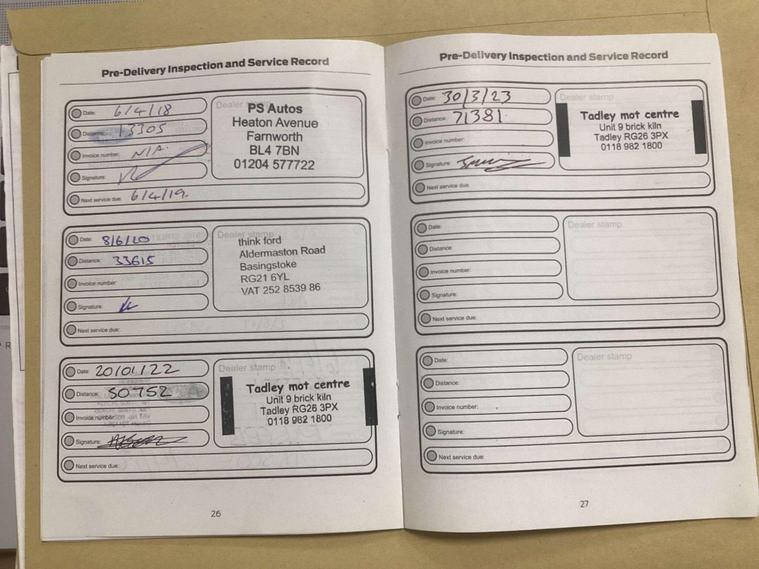 Pre-Delivery Inspection and Service Record
Date: 6/4/18
Distance: 13305
Invoice number: N/A
Signature:
Next service due: 6/4/19
Dealer stamp
PS Autos
Heaton Avenue
Farnworth
BL4 7BN
01204 577722
Date: 8/6/20
Distance: 33615
Invoice number:
Signature:
Next service due:
Dealer stamp
think ford
Aldermaston Road
Basingstoke
RG21 6YL
VAT 252 8539 86
Date: 20/01/22
Distance: 50752
Invoice number:
Signature:
Next service due:
Dealer stamp
Tadley mot centre
Unit 9 brick kiln
Tadley RG26 3PX
0118 982 1800
26
Pre-Delivery Inspection and Service Record
Date: 30/3/23
Distance: 71381
Invoice number:
Signature:
Next service due:
Dealer stamp
Tadley mot centre
Unit 9 brick kiln
Tadley RG26 3PX
0118 982 1800
Date:
Distance:
Invoice number:
Signature:
Next service due:
Dealer stamp
Date:
Distance:
Invoice number:
Signature:
Next service due:
Dealer stamp
27